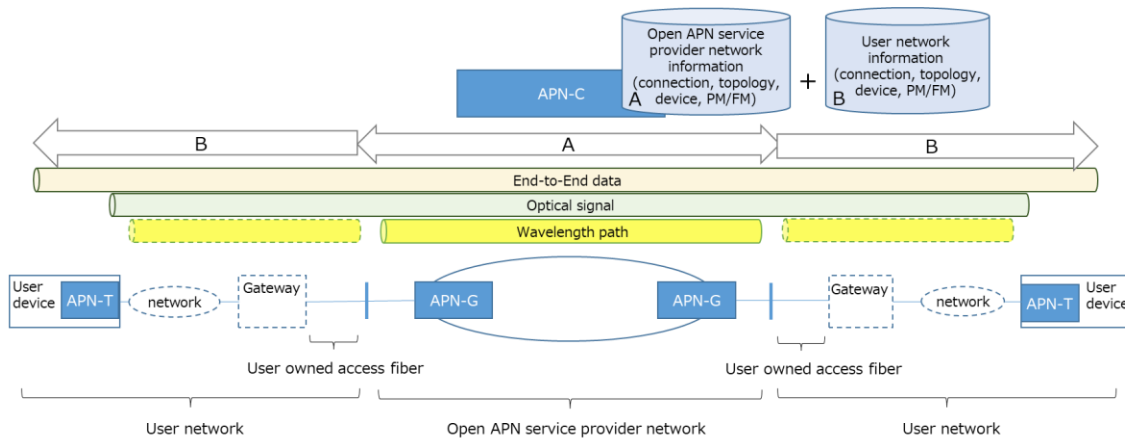 Open APN service
provider network
information
(connection, topology,
device, PM/FM)
A
+
User network
information
(connection, topology,
device, PM/FM)
B
APN-C
B
A
B
End-to-End data
Optical signal
Wavelength path
User
device
APN-T
network
Gateway
APN-G
APN-G
Gateway
network
APN-T
User
device
User owned access fiber
User owned access fiber
User network
Open APN service provider network
User network